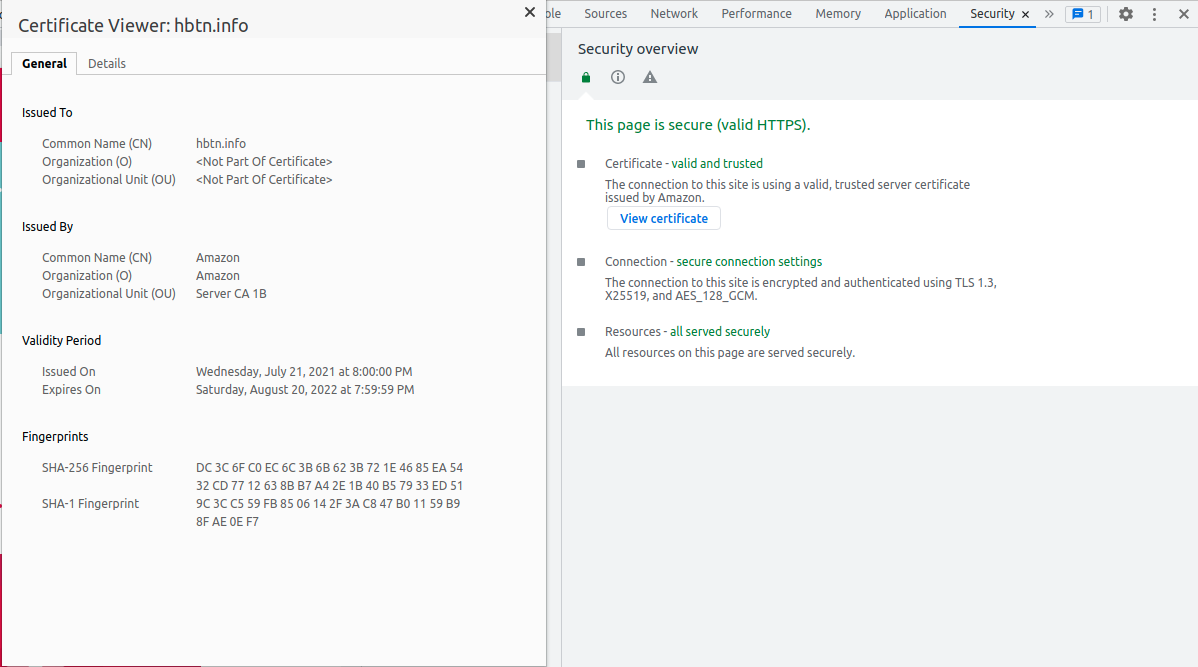 Certificate Viewer: hbtn.info
General Details
Issued To
Common Name (CN) hbtn.info
Organization (O) <Not Part Of Certificate>
Organizational Unit (OU) <Not Part Of Certificate>
Issued By
Common Name (CN) Amazon
Organization (O) Amazon
Organizational Unit (OU) Server CA 1B
Validity Period
Issued On Wednesday, July 21, 2021 at 8:00:00 PM
Expires On Saturday, August 20, 2022 at 7:59:59 PM
Fingerprints
SHA-256 Fingerprint DC 3C 6F C0 EC 6C 3B 6B 62 3B 72 1E 46 85 EA 54
32 CD 77 12 63 8B B7 A4 2E 1B 40 B5 79 33 ED 51
SHA-1 Fingerprint 9C 3C C5 59 FB 85 06 14 2F 3A C8 47 B0 11 59 B9
8F AE 0E F7
ole Sources Network Performance Memory Application Security 1
Security overview
This page is secure (valid HTTPS).
Certificate - valid and trusted
The connection to this site is using a valid, trusted server certificate
issued by Amazon.
View certificate
Connection - secure connection settings
The connection to this site is encrypted and authenticated using TLS 1.3,
X25519, and AES_128_GCM.
Resources - all served securely
All resources on this page are served securely.